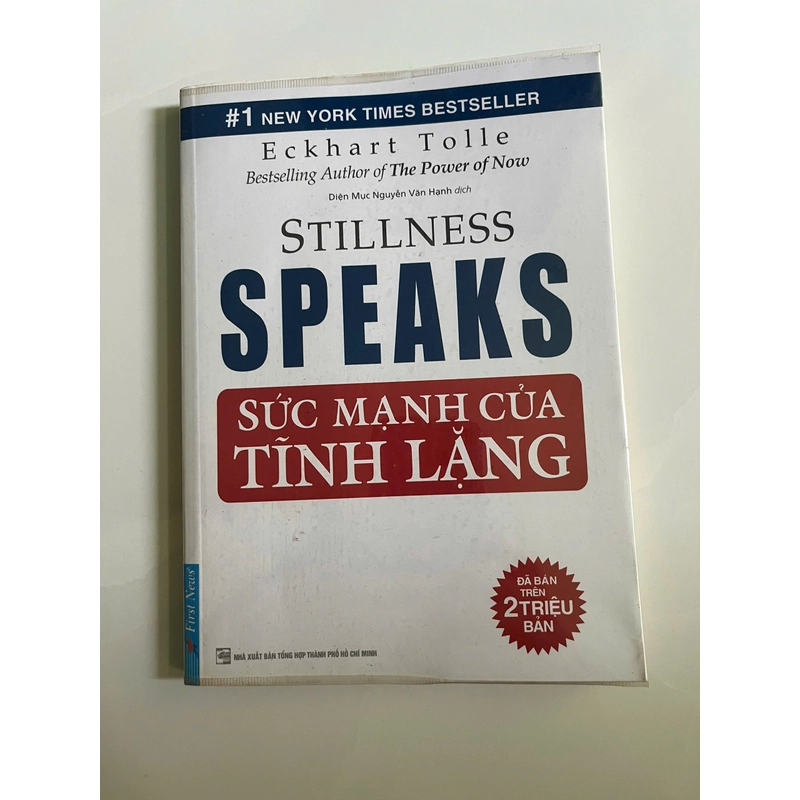 #1 NEW YORK TIMES BESTSELLER
Eckhart Tolle
Bestselling Author of The Power of Now
Diện Mục Nguyễn Văn Hạnh dịch
STILLNESS
SPEAKS
SỨC MẠNH CỦA
TĨNH LẶNG
ĐÃ BÁN
TRÊN
2 TRIỆU
BẢN
First News
NHÀ XUẤT BẢN TỔNG HỢP THÀNH PHỐ HỒ CHÍ MINH